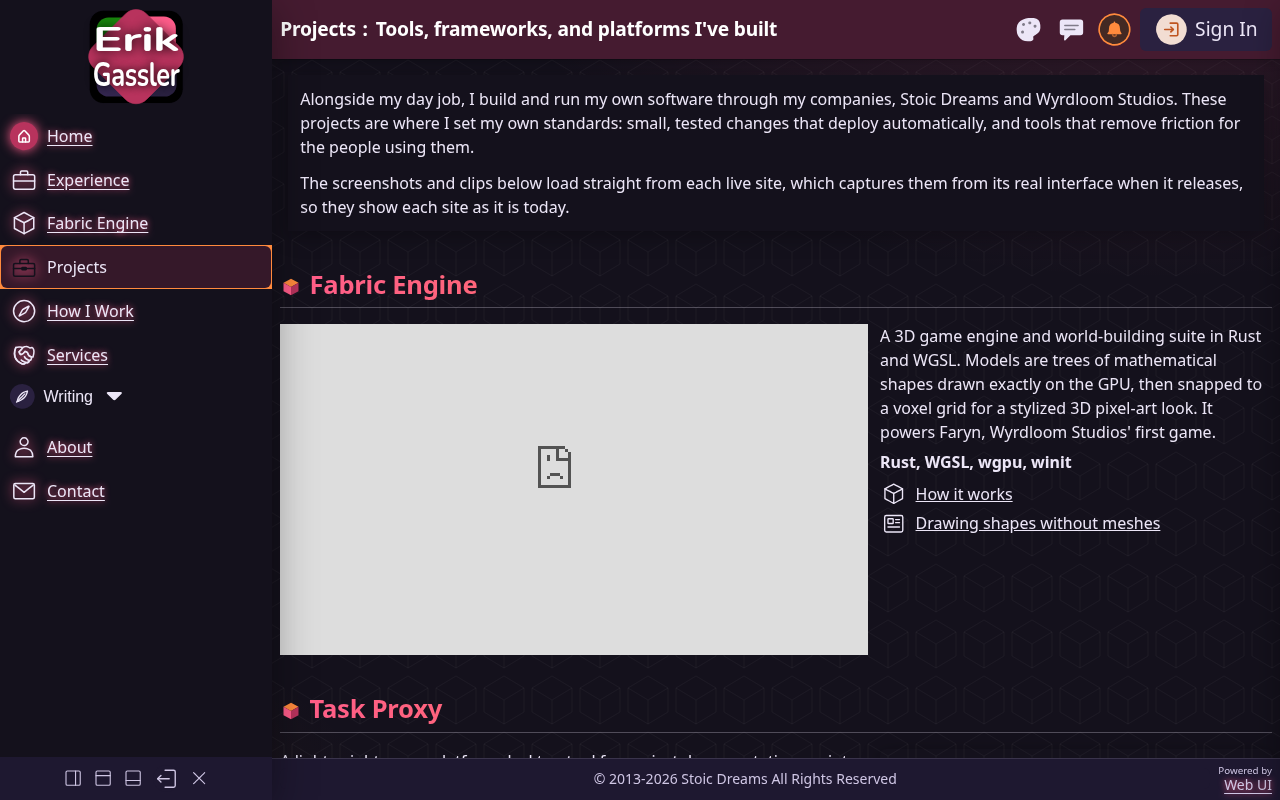 Erik
Gassler
Home
Experience
Fabric Engine
Projects
How I Work
Services
Writing
About
Contact
Projects : Tools, frameworks, and platforms I've built
Sign In
Alongside my day job, I build and run my own software through my companies, Stoic Dreams and Wyrdloom Studios. These
projects are where I set my own standards: small, tested changes that deploy automatically, and tools that remove friction for
the people using them.
The screenshots and clips below load straight from each live site, which captures them from its real interface when it releases,
so they show each site as it is today.
Fabric Engine
A 3D game engine and world-building suite in Rust
and WGSL. Models are trees of mathematical
shapes drawn exactly on the GPU, then snapped to
a voxel grid for a stylized 3D pixel-art look. It
powers Faryn, Wyrdloom Studios' first game.
Rust, WGSL, wgpu, winit
How it works
Drawing shapes without meshes
Task Proxy
© 2013-2026 Stoic Dreams All Rights Reserved
Powered by
Web UI